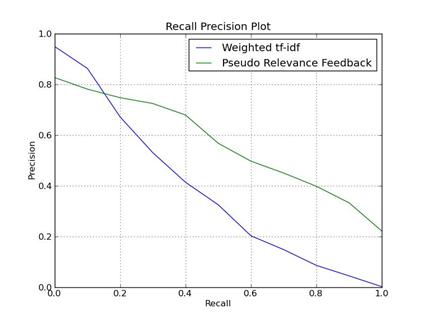 Recall Precision Plot
1.0
Weighted tf-idf
Pseudo Relevance Feedback
0.8
0.6
Precision
0.4
0.2
0.0
0.0 0.2 0.4 0.6 0.8 1.0
Recall